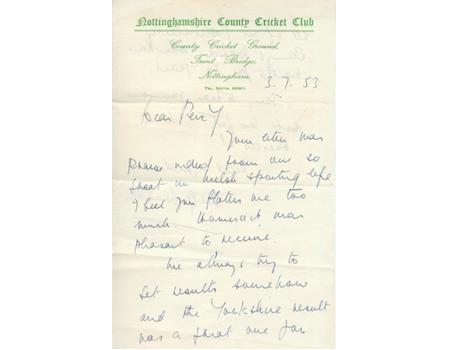 Nottinghamshire County Cricket Club
County Cricket Ground,
Trent Bridge,
Nottingham.
3.7.53
Dear Percy
Your letter was
Praise indeed from one so
Great in Welsh sporting life
I feel you flatter me too
much. However it was
pleasant to receive.
We always try to
get results somehow
and the Yorkshire result
was a great one for